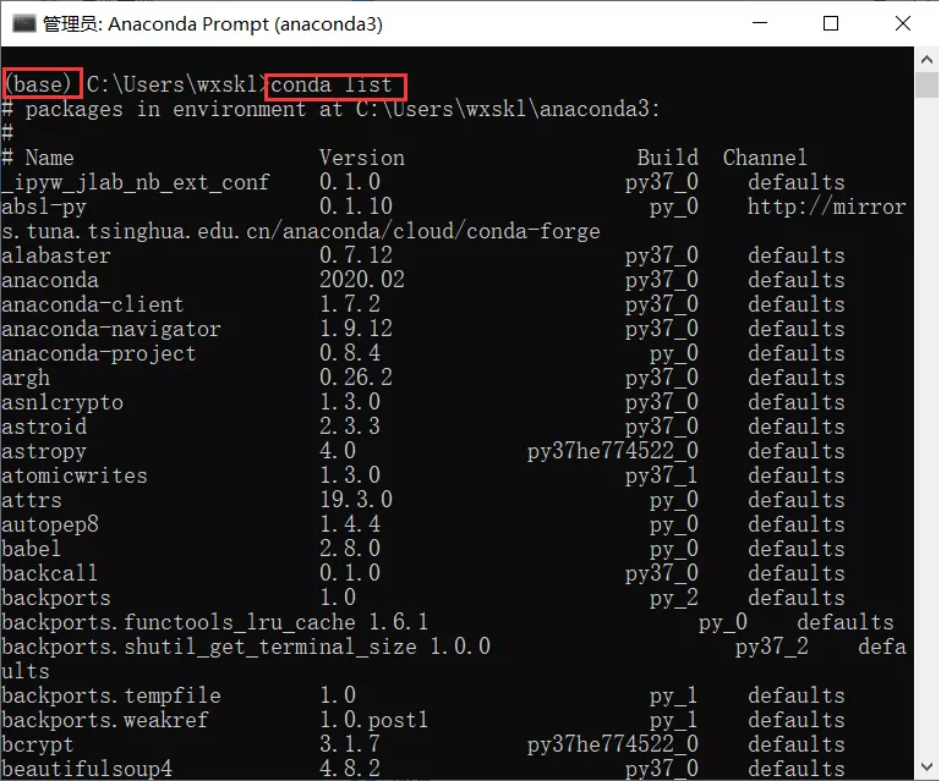 管理员: Anaconda Prompt (anaconda3)
(base) C:\Users\wxskl>conda list
# packages in environment at C:\Users\wxskl\anaconda3:
#
# Name Version Build Channel
_ipyw_jlab_nb_ext_conf 0.1.0 py37_0 defaults
absl-py 0.1.10 py_0 http://mirror
s.tuna.tsinghua.edu.cn/anaconda/cloud/conda-forge
alabaster 0.7.12 py37_0 defaults
anaconda 2020.02 py37_0 defaults
anaconda-client 1.7.2 py37_0 defaults
anaconda-navigator 1.9.12 py37_0 defaults
anaconda-project 0.8.4 py_0 defaults
argh 0.26.2 py37_0 defaults
asn1crypto 1.3.0 py37_0 defaults
astroid 2.3.3 py37_0 defaults
astropy 4.0 py37he774522_0 defaults
atomicwrites 1.3.0 py37_1 defaults
attrs 19.3.0 py_0 defaults
autopep8 1.4.4 py_0 defaults
babel 2.8.0 py_0 defaults
backcall 0.1.0 py37_0 defaults
backports 1.0 py_2 defaults
backports.functools_lru_cache 1.6.1 py_0 defaults
backports.shutil_get_terminal_size 1.0.0 py37_2 defa
ults
backports.tempfile 1.0 py_1 defaults
backports.weakref 1.0.post1 py_1 defaults
bcrypt 3.1.7 py37he774522_0 defaults
beautifulsoup4 4.8.2 py37_0 defaults